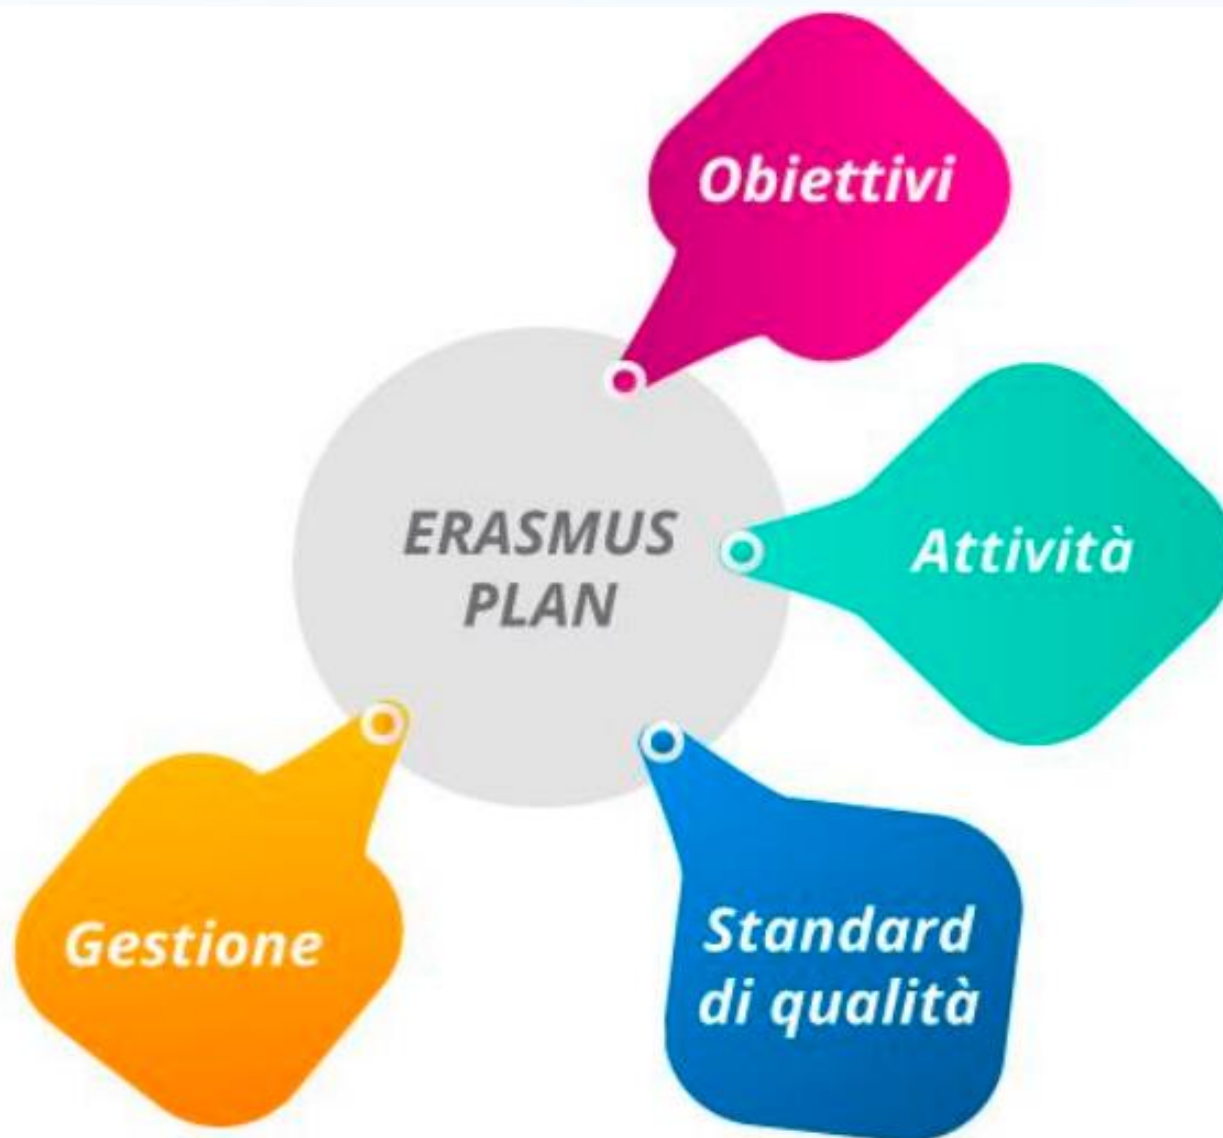 Obiettivi
ERASMUS
PLAN
Attività
Gestione
Standard
di qualità